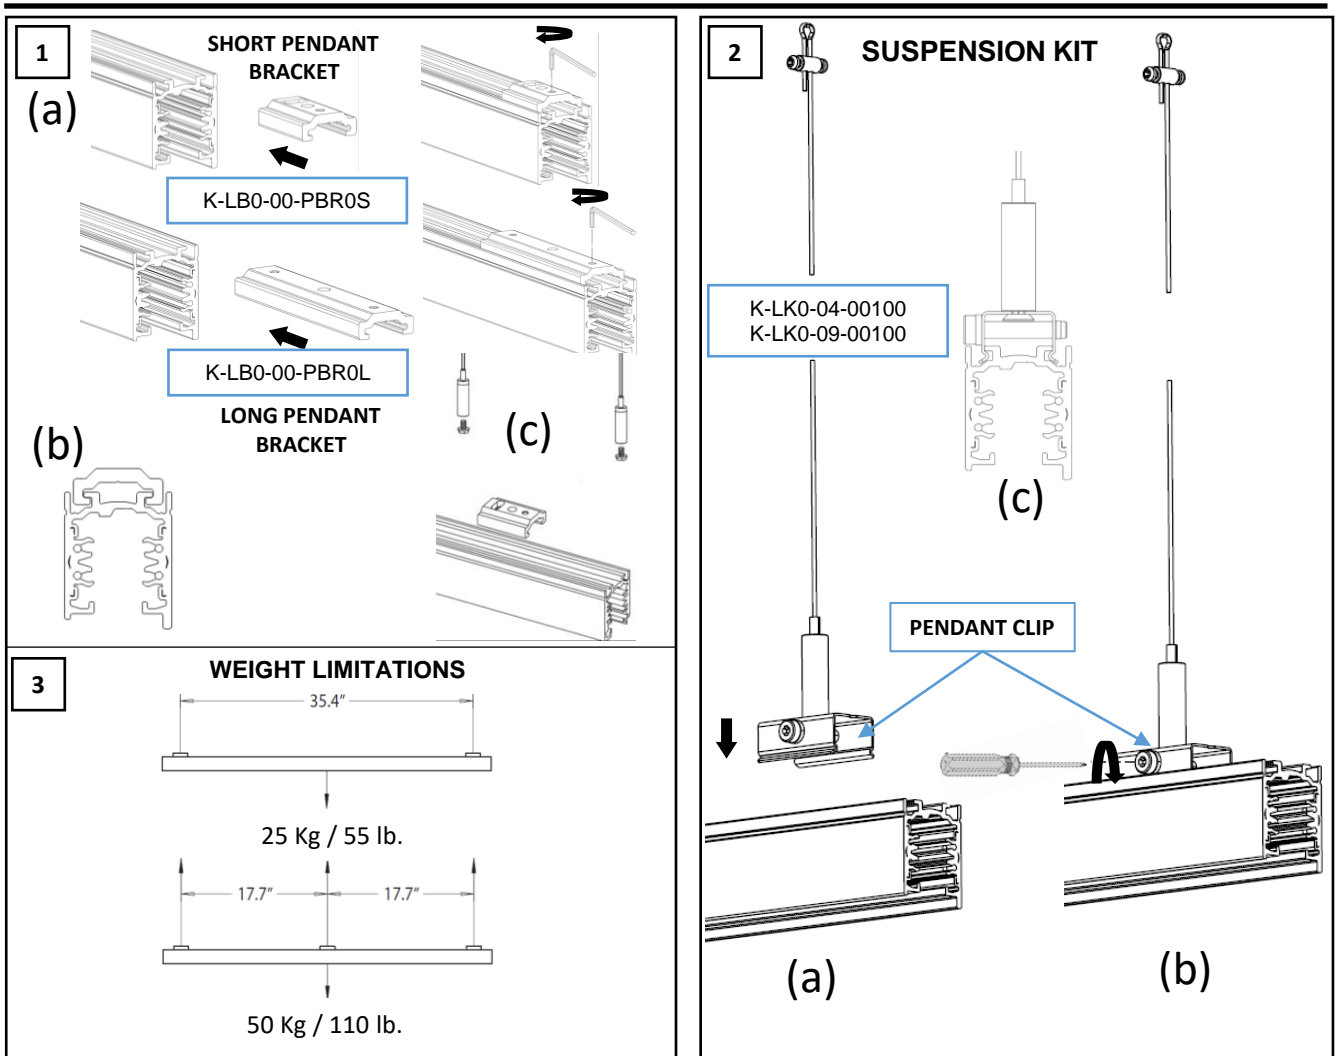 1
SHORT PENDANT
BRACKET
(a)
K-LB0-00-PBR0S
K-LB0-00-PBR0L
LONG PENDANT
BRACKET
(b)
(c)
2
SUSPENSION KIT
K-LK0-04-00100
K-LK0-09-00100
(c)
PENDANT CLIP
(a)
(b)
3
WEIGHT LIMITATIONS
35.4"
25 Kg / 55 lb.
17.7" 17.7"
50 Kg / 110 lb.